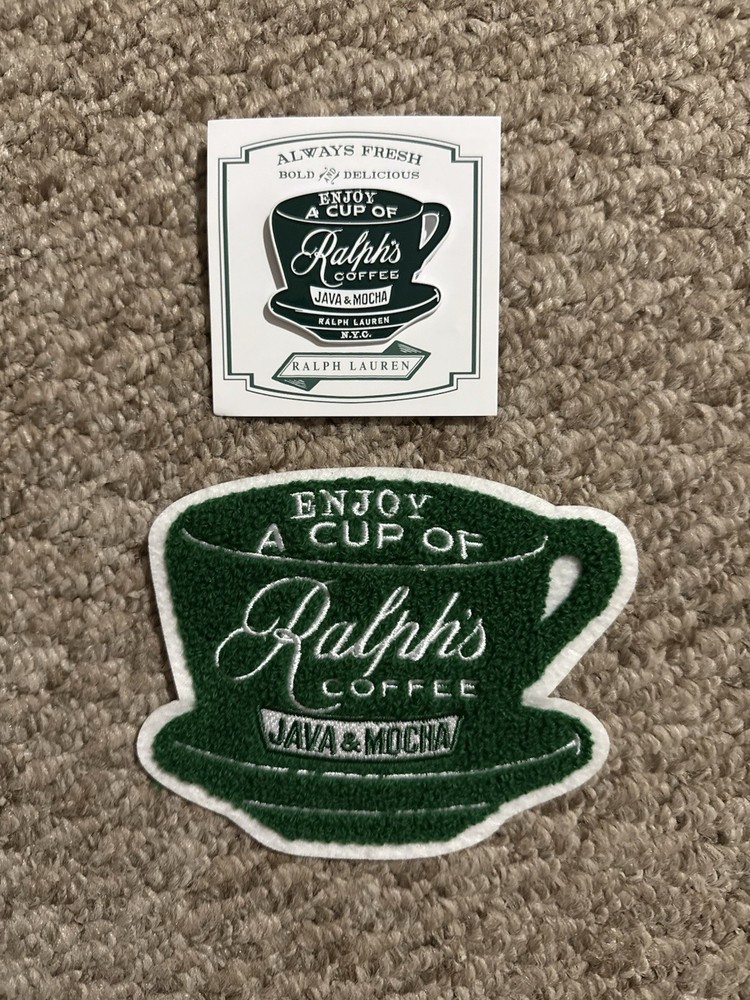 ALWAYS FRESH
BOLD AND DELICIOUS
ENJOY
A CUP OF
Ralph's
COFFEE
JAVA & MOCHA
RALPH LAUREN
N.Y.C.
RALPH LAUREN
ENJOY
A CUP OF
Ralph's
COFFEE
JAVA & MOCHA